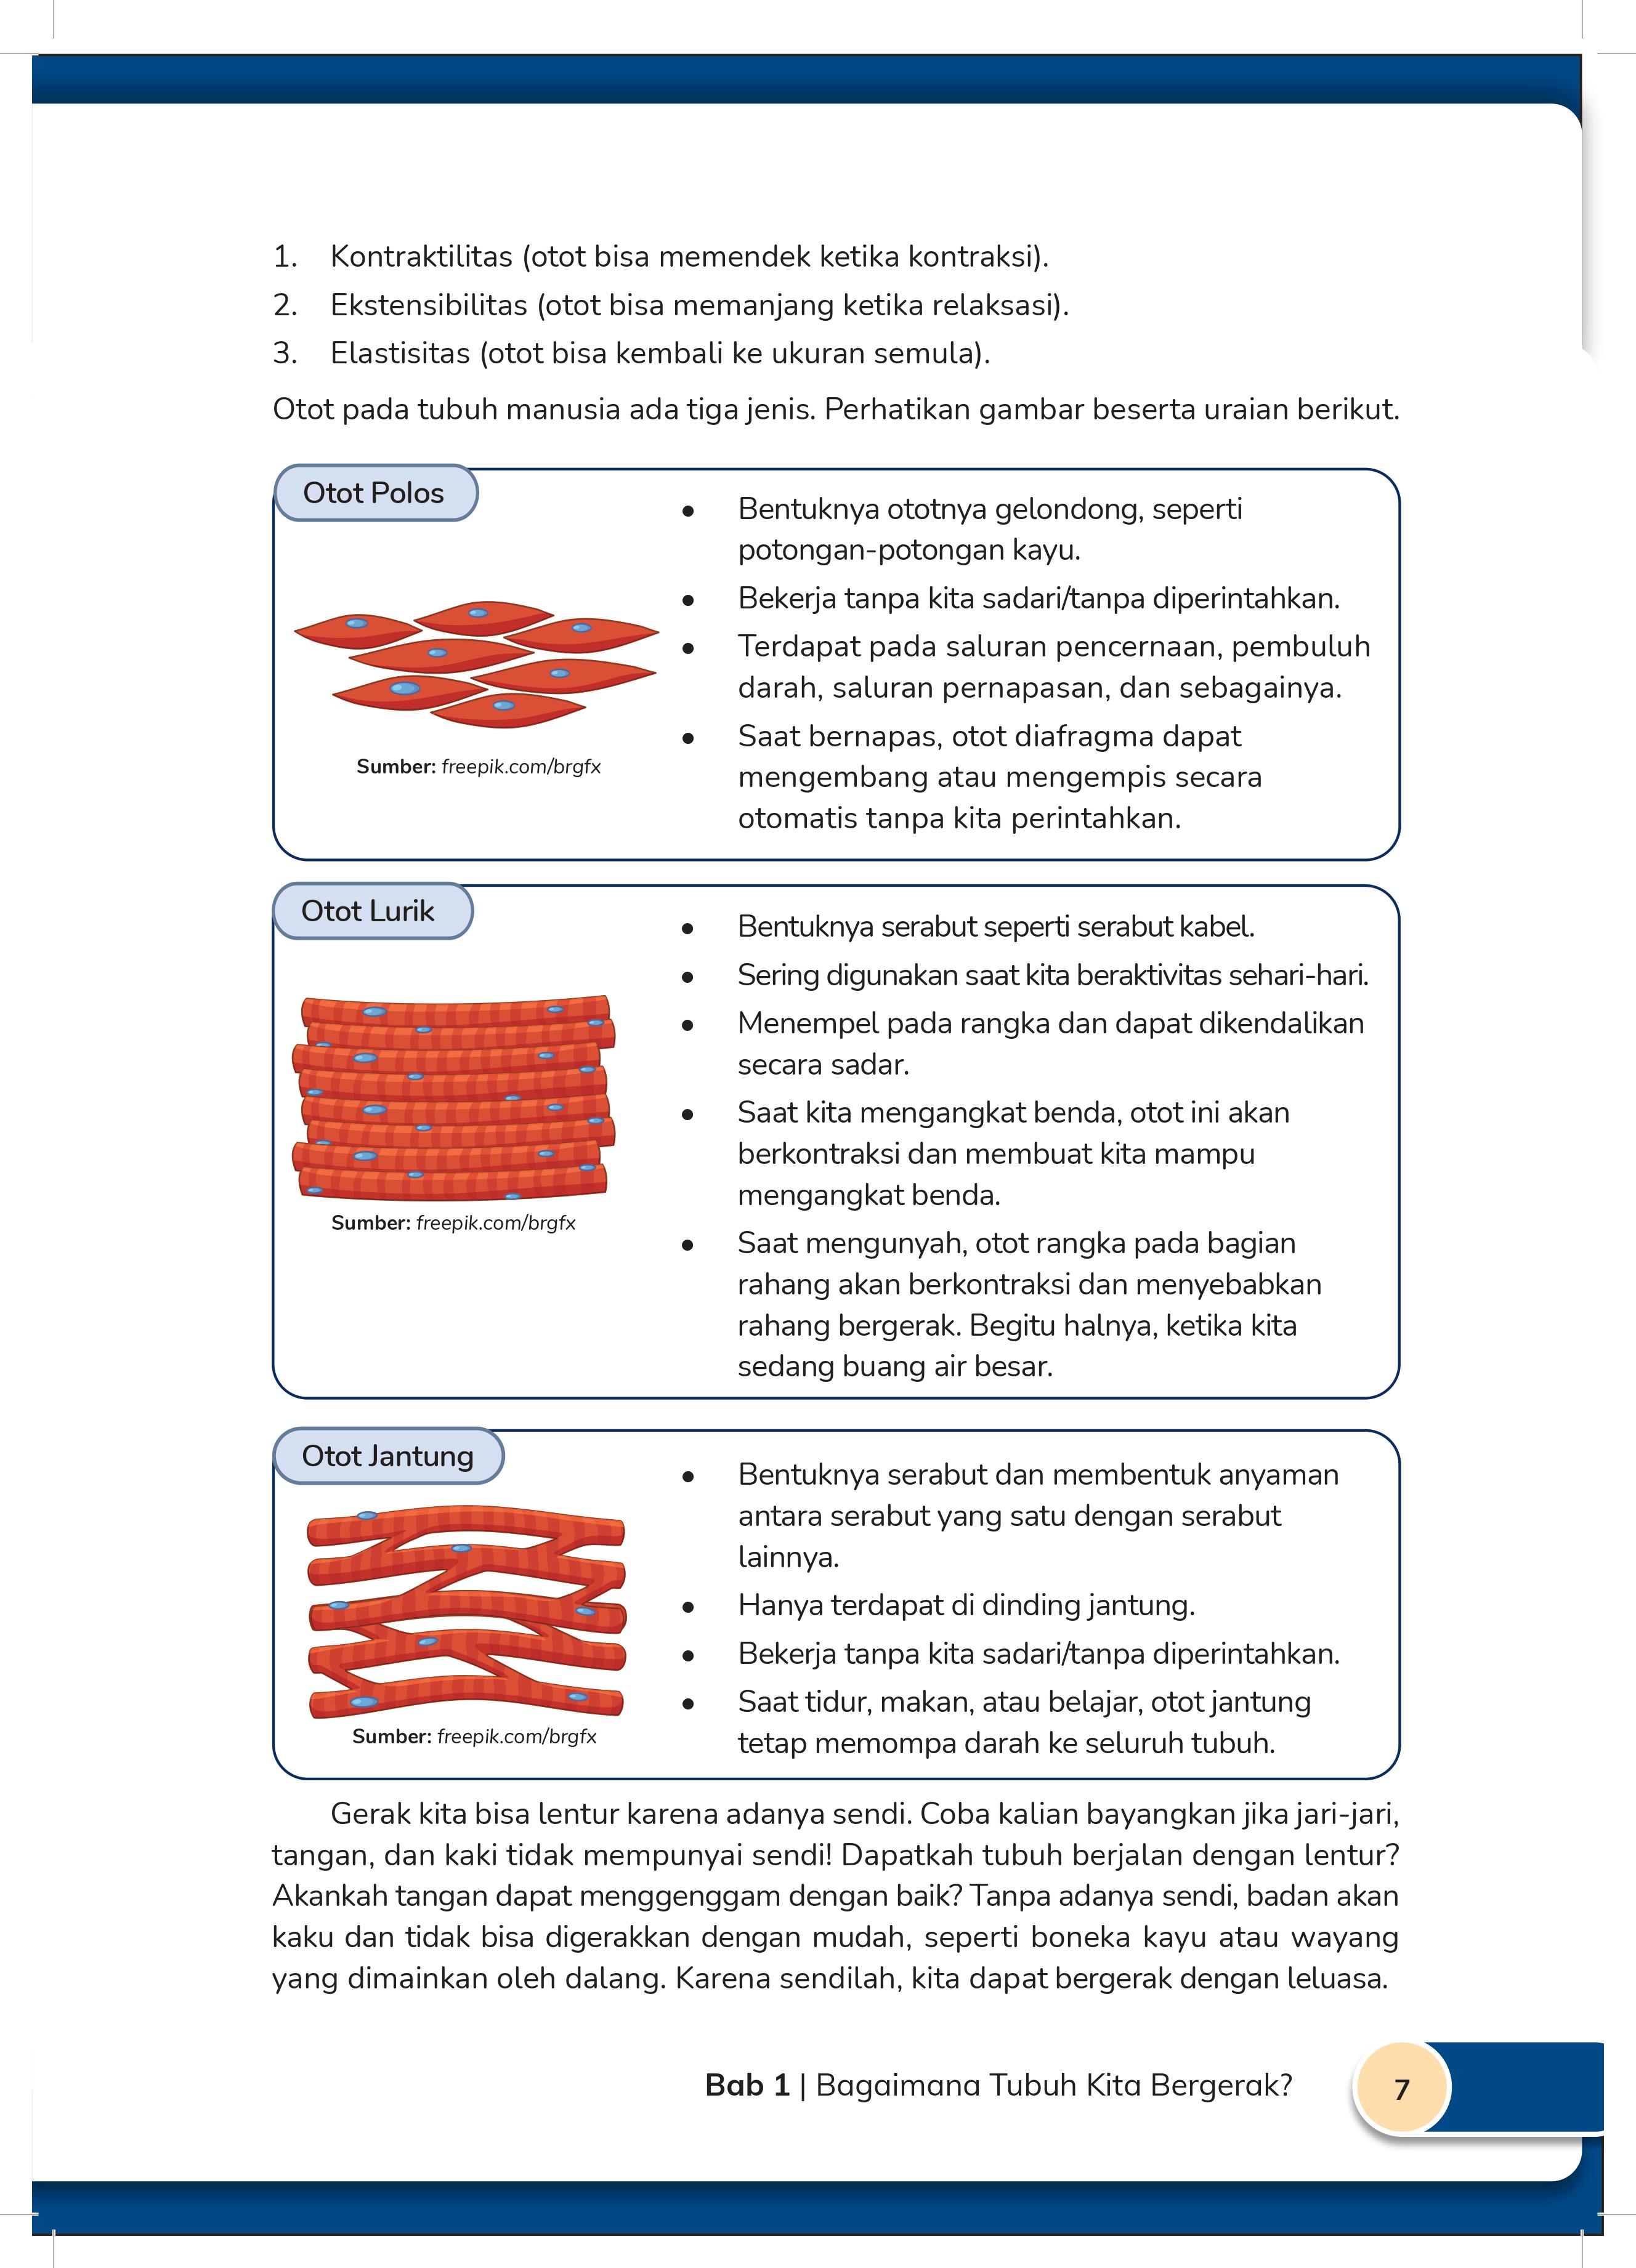 1. Kontraktilitas (otot bisa memendek ketika kontraksi).
2. Ekstensibilitas (otot bisa memanjang ketika relaksasi).
3. Elastisitas (otot bisa kembali ke ukuran semula).
Otot pada tubuh manusia ada tiga jenis. Perhatikan gambar beserta uraian berikut.
Otot Polos
Sumber: freepik.com/brgfx
• Bentuknya ototnya gelondong, seperti
potongan-potongan kayu.
• Bekerja tanpa kita sadari/tanpa diperintahkan.
• Terdapat pada saluran pencernaan, pembuluh
darah, saluran pernapasan, dan sebagainya.
• Saat bernapas, otot diafragma dapat
mengembang atau mengempis secara
otomatis tanpa kita perintahkan.
Otot Lurik
Sumber: freepik.com/brgfx
• Bentuknya serabut seperti serabut kabel.
• Sering digunakan saat kita beraktivitas sehari-hari.
• Menempel pada rangka dan dapat dikendalikan
secara sadar.
• Saat kita mengangkat benda, otot ini akan
berkontraksi dan membuat kita mampu
mengangkat benda.
• Saat mengunyah, otot rangka pada bagian
rahang akan berkontraksi dan menyebabkan
rahang bergerak. Begitu halnya, ketika kita
sedang buang air besar.
Otot Jantung
Sumber: freepik.com/brgfx
• Bentuknya serabut dan membentuk anyaman
antara serabut yang satu dengan serabut
lainnya.
• Hanya terdapat di dinding jantung.
• Bekerja tanpa kita sadari/tanpa diperintahkan.
• Saat tidur, makan, atau belajar, otot jantung
tetap memompa darah ke seluruh tubuh.
Gerak kita bisa lentur karena adanya sendi. Coba kalian bayangkan jika jari-jari,
tangan, dan kaki tidak mempunyai sendi! Dapatkah tubuh berjalan dengan lentur?
Akankah tangan dapat menggenggam dengan baik? Tanpa adanya sendi, badan akan
kaku dan tidak bisa digerakkan dengan mudah, seperti boneka kayu atau wayang
yang dimainkan oleh dalang. Karena sendilah, kita dapat bergerak dengan leluasa.
Bab 1 | Bagaimana Tubuh Kita Bergerak?
7